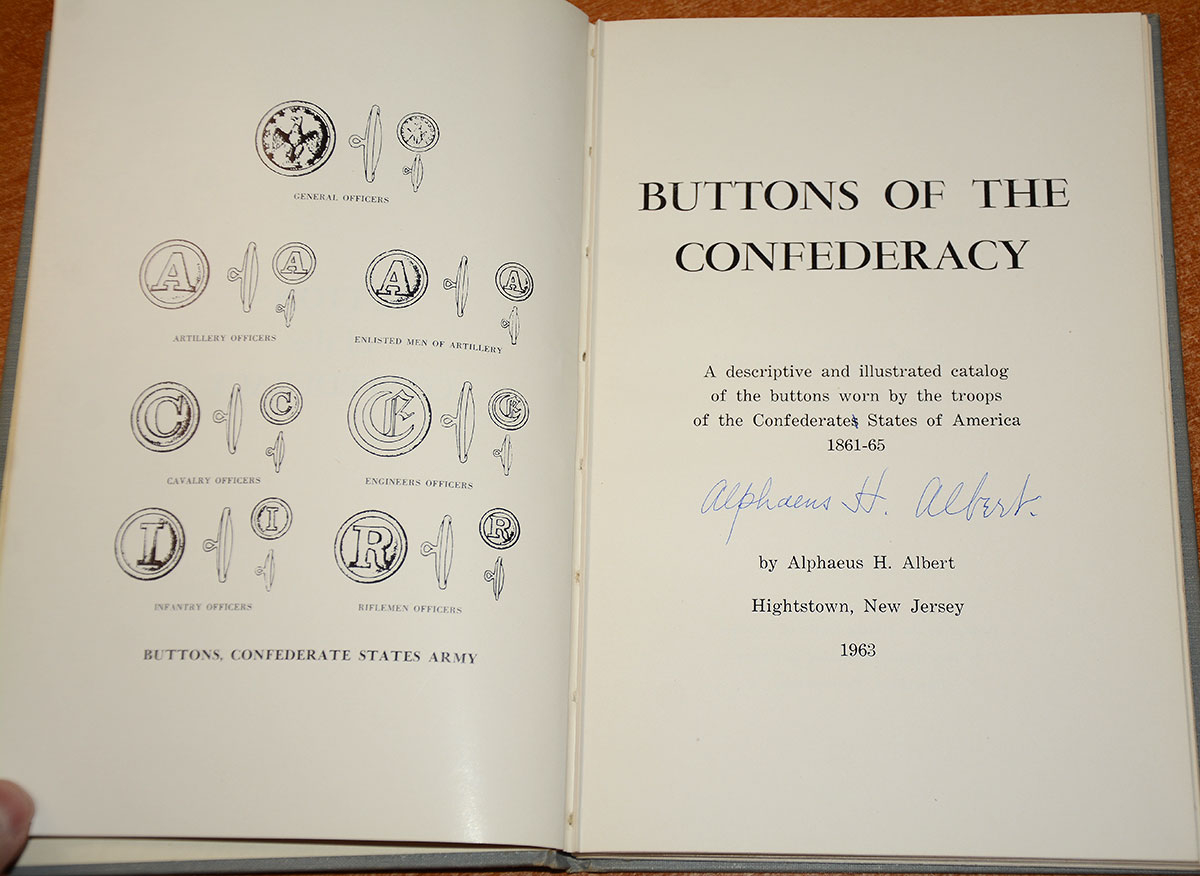 GENERAL OFFICERS
A A A A
ARTILLERY OFFICERS ENLISTED MEN OF ARTILLERY
C C E E
CAVALRY OFFICERS ENGINEERS OFFICERS
I I R R
INFANTRY OFFICERS RIFLEMEN OFFICERS
BUTTONS, CONFEDERATE STATES ARMY
BUTTONS OF THE
CONFEDERACY
A descriptive and illustrated catalog
of the buttons worn by the troops
of the Confederates States of America
1861-65
Alphaeus H. Albert.
by Alphaeus H. Albert
Hightstown, New Jersey
1963